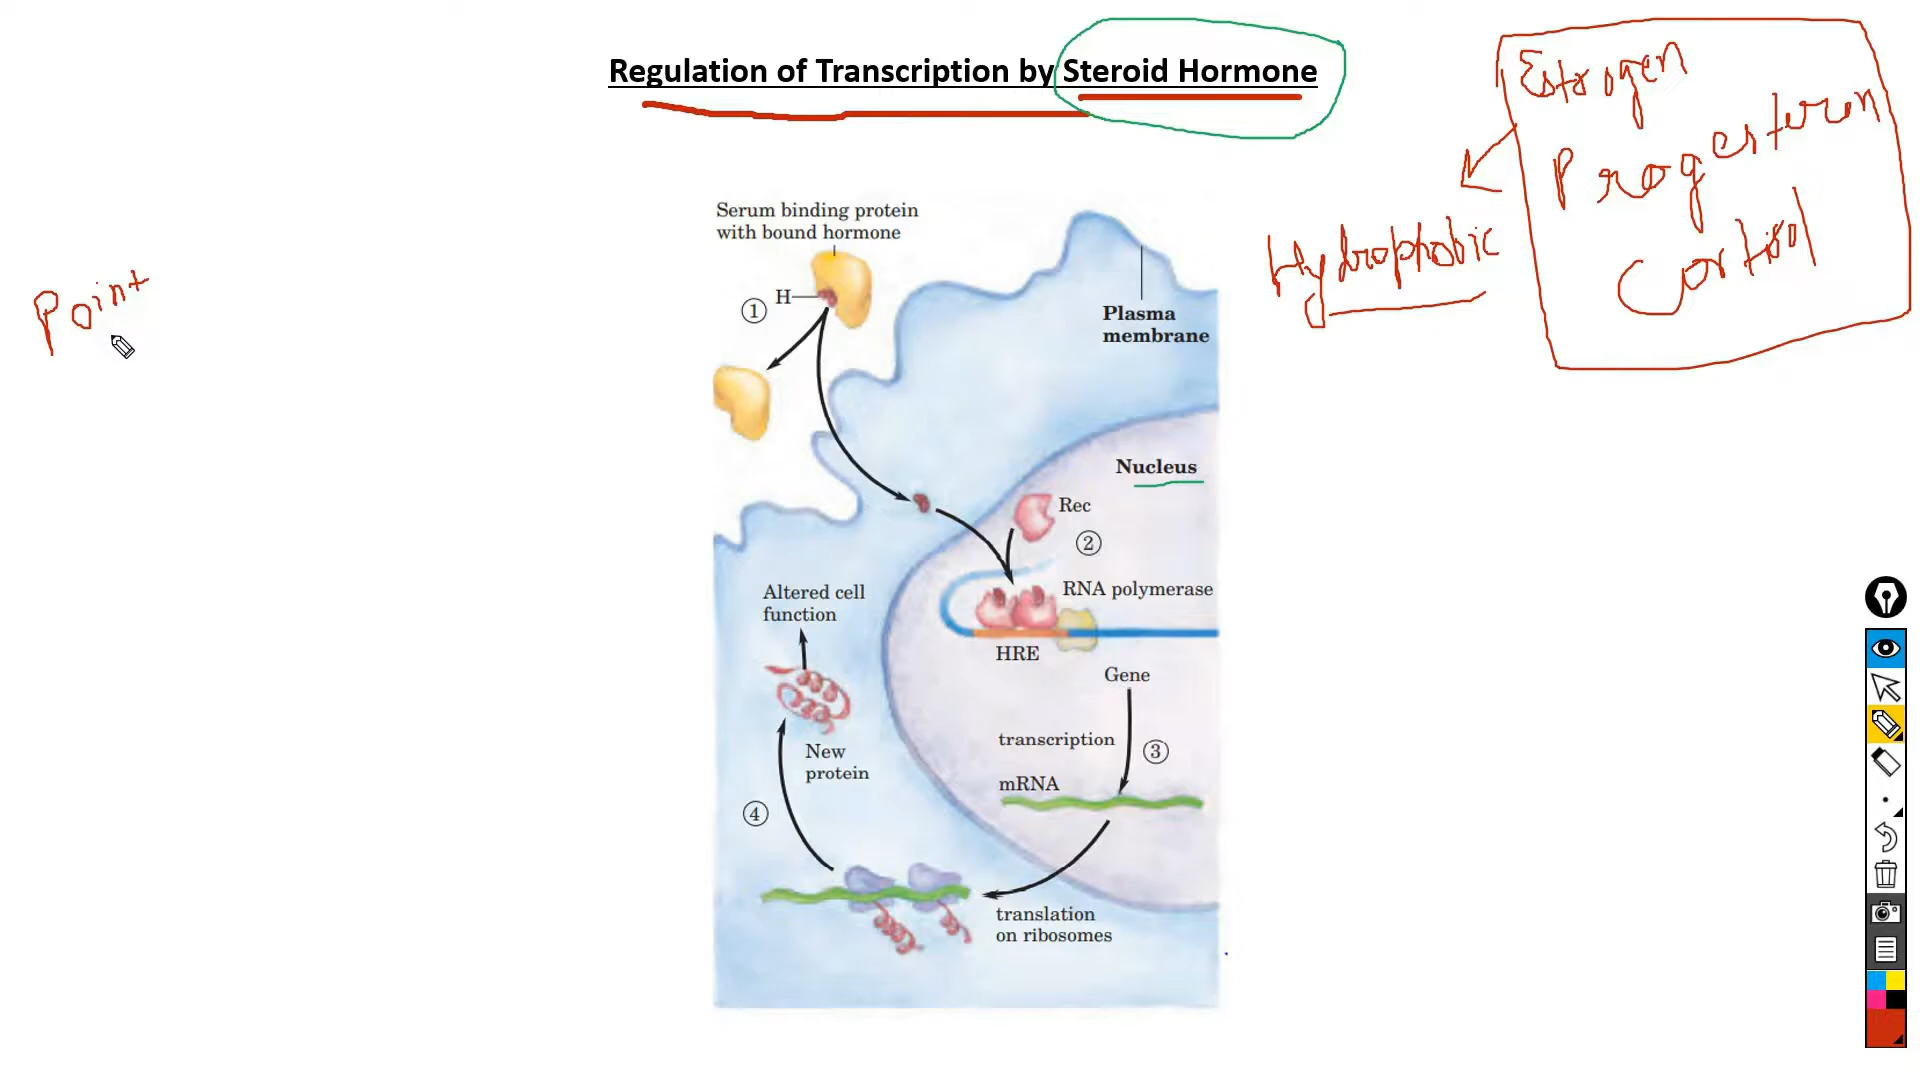 Regulation of Transcription by Steroid Hormone
Estrogen
Progesteron
Cortisol
Hydrophobic
Point
Serum binding protein
with bound hormone
H
1
Plasma
membrane
Nucleus
Rec
2
RNA polymerase
HRE
Gene
transcription
3
mRNA
Altered cell
function
New
protein
4
translation
on ribosomes